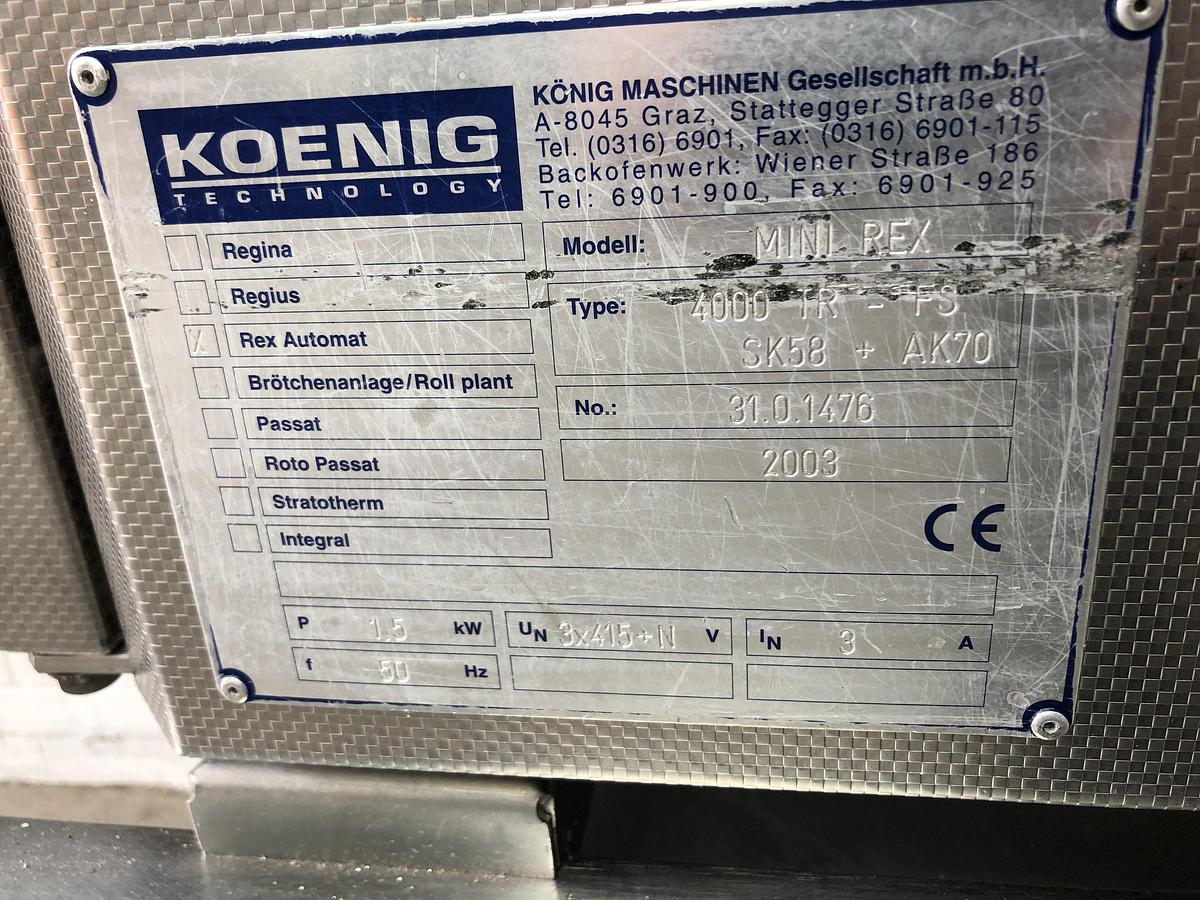 KOENIG
TECHNOLOGY
KÖNIG MASCHINEN Gesellschaft m.b.H.
A-8045 Graz, Stattegger Straße 80
Tel. (0316) 6901, Fax: (0316) 6901-115
Backofenwerk: Wiener Straße 186
Tel: 6901-900, Fax: 6901-925
Regina
Regius
X Rex Automat
Brötchenanlage/Roll plant
Passat
Roto Passat
Stratotherm
Integral
Modell: MINI REX
Type: 4000 TR - FS
SK58 + AK70
No.: 31.0.1476
2003
CE
P 1.5 kW
UN 3x415+N V
IN 3 A
f 50 Hz